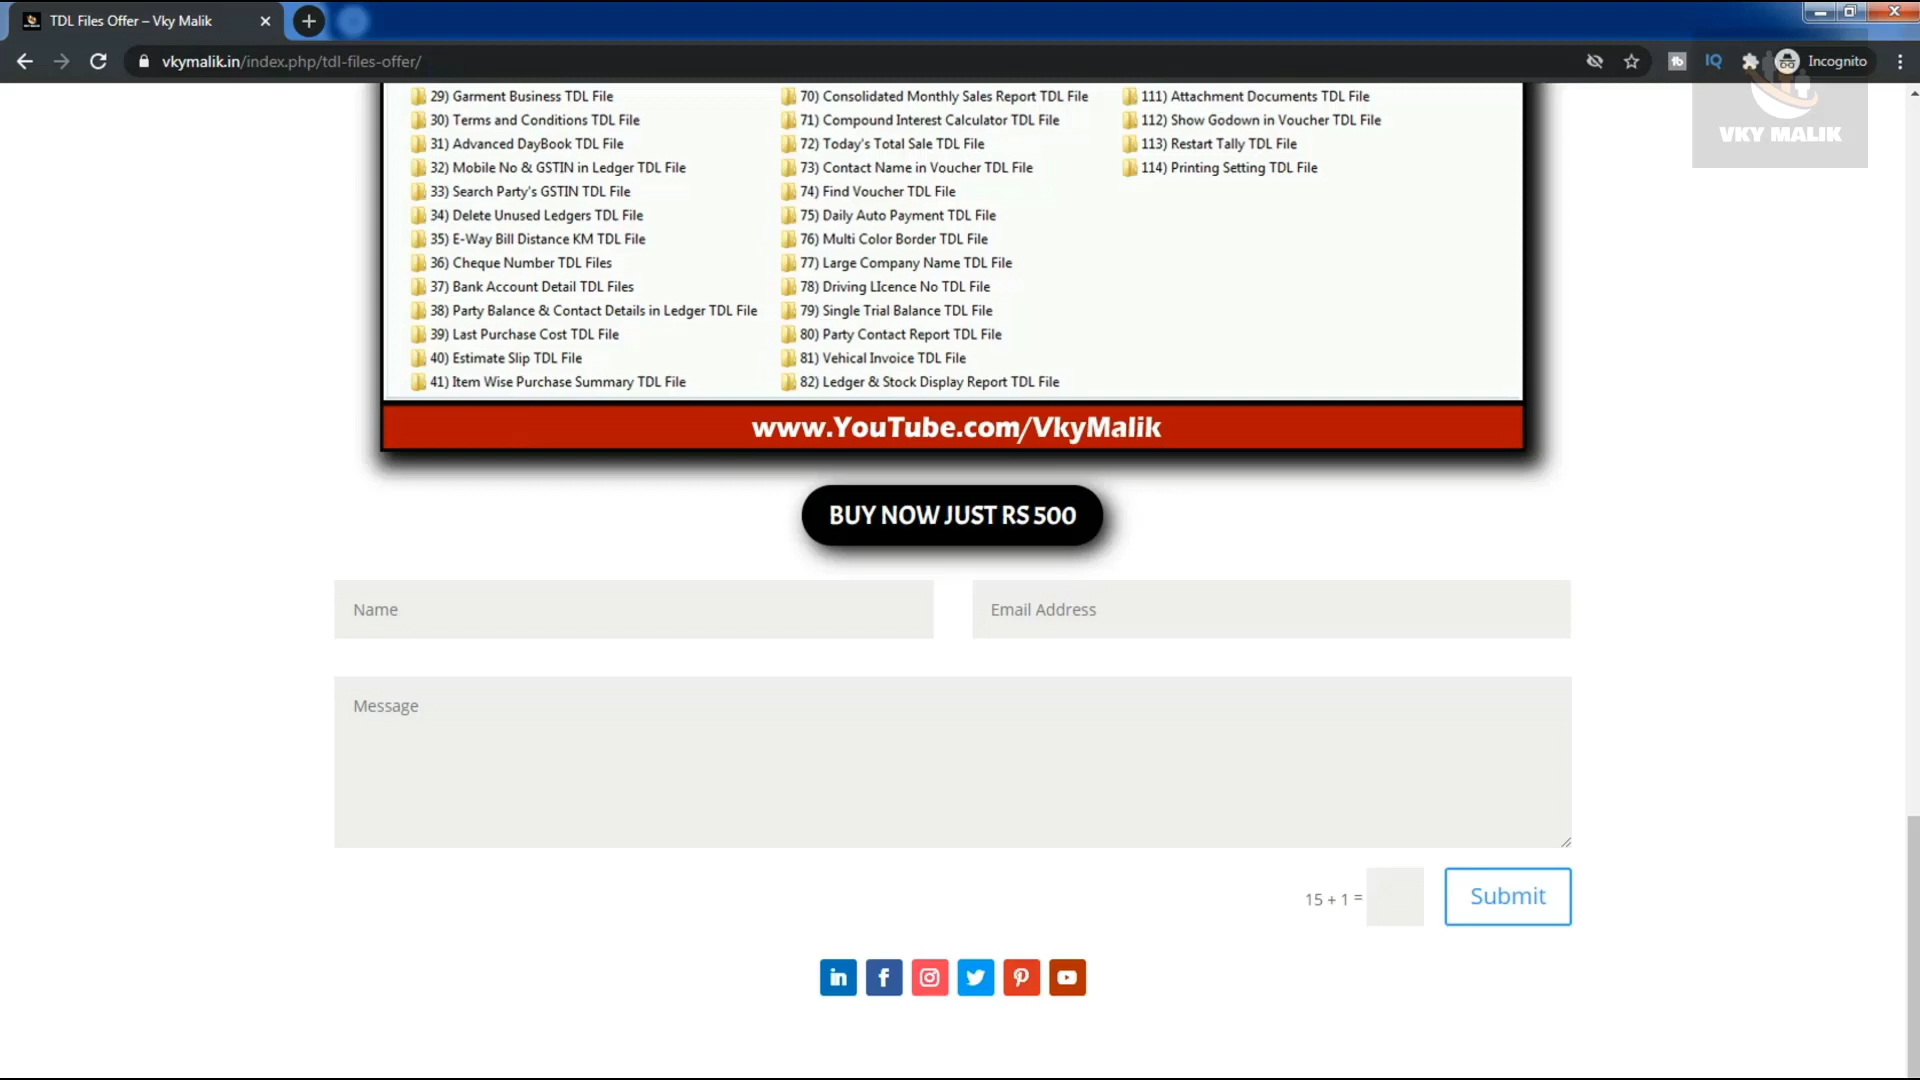 TDL Files Offer – Vky Malik
vkymalik.in/index.php/tdl-files-offer/
Incognito
VKY MALIK
29) Garment Business TDL File
30) Terms and Conditions TDL File
31) Advanced DayBook TDL File
32) Mobile No & GSTIN in Ledger TDL File
33) Search Party's GSTIN TDL File
34) Delete Unused Ledgers TDL File
35) E-Way Bill Distance KM TDL File
36) Cheque Number TDL Files
37) Bank Account Detail TDL Files
38) Party Balance & Contact Details in Ledger TDL File
39) Last Purchase Cost TDL File
40) Estimate Slip TDL File
41) Item Wise Purchase Summary TDL File
70) Consolidated Monthly Sales Report TDL File
71) Compound Interest Calculator TDL File
72) Today's Total Sale TDL File
73) Contact Name in Voucher TDL File
74) Find Voucher TDL File
75) Daily Auto Payment TDL File
76) Multi Color Border TDL File
77) Large Company Name TDL File
78) Driving LIcence No TDL File
79) Single Trial Balance TDL File
80) Party Contact Report TDL File
81) Vehical Invoice TDL File
82) Ledger & Stock Display Report TDL File
111) Attachment Documents TDL File
112) Show Godown in Voucher TDL File
113) Restart Tally TDL File
114) Printing Setting TDL File
www.YouTube.com/VkyMalik
BUY NOW JUST RS 500
Name
Email Address
Message
15 + 1 =
Submit